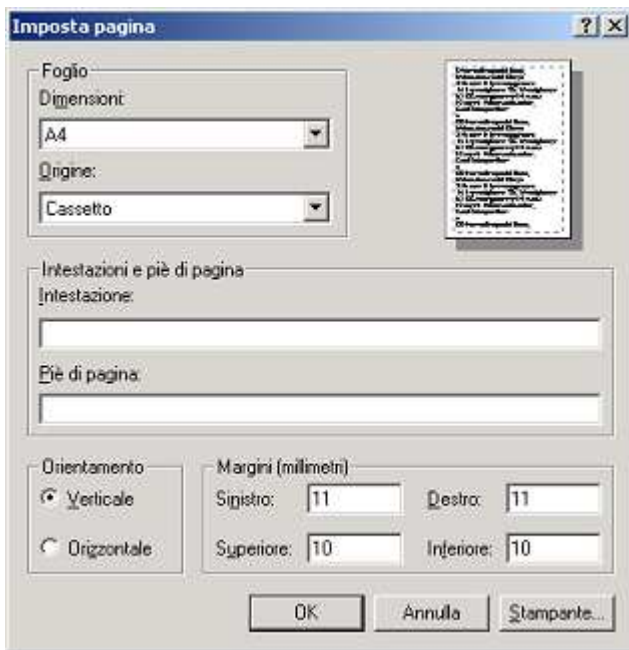 Imposta pagina
Foglio
Dimensioni:
A4
Origine:
Cassetto
Intestazioni e piè di pagina
Intestazione:
Piè di pagina:
Orientamento
Verticale
Orizzontale
Margini (millimetri)
Sinistro: 11 Destro: 11
Superiore: 10 Inferiore: 10
OK Annulla Stampante...